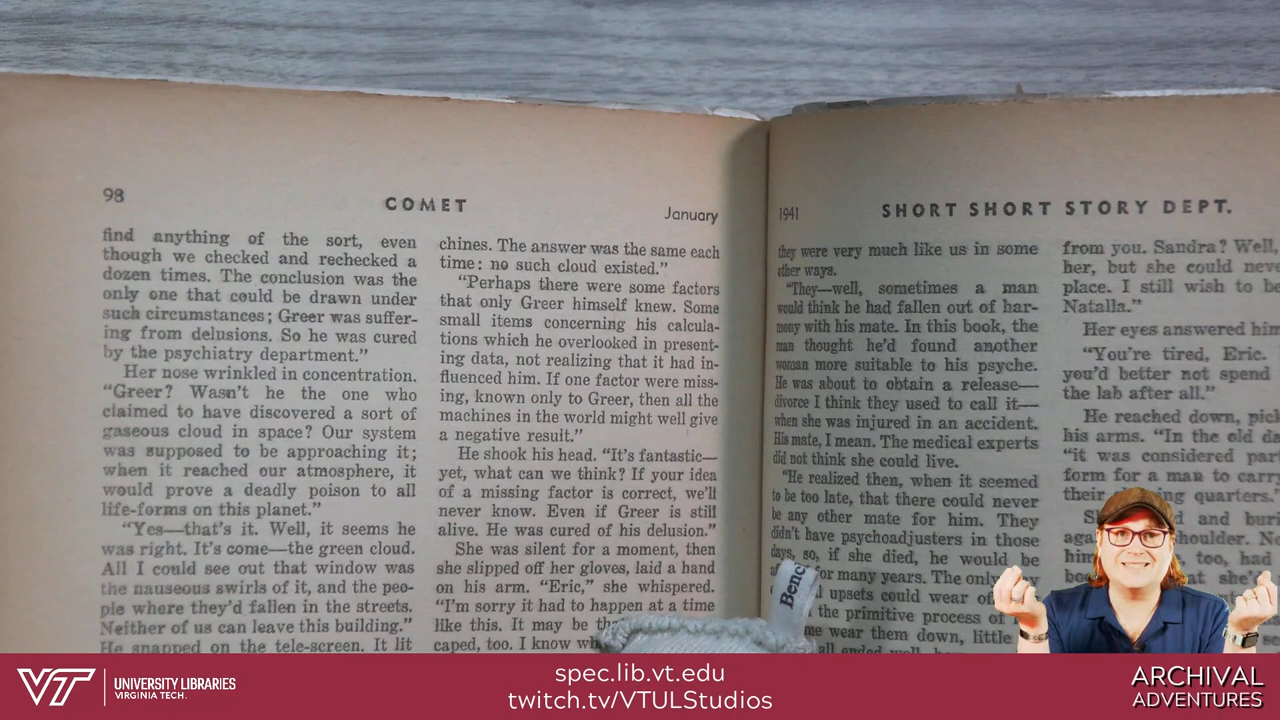 98
COMET
January
find anything of the sort, even
though we checked and rechecked a
dozen times. The conclusion was the
only one that could be drawn under
such circumstances; Greer was suffer-
ing from delusions. So he was cured
by the psychiatry department."
Her nose wrinkled in concentration.
"Greer? Wasn't he the one who
claimed to have discovered a sort of
gaseous cloud in space? Our system
was supposed to be approaching it;
when it reached our atmosphere, it
would prove a deadly poison to all
life-forms on this planet."
"Yes—that's it. Well, it seems he
was right. It's come—the green cloud.
All I could see out that window was
the nauseous swirls of it, and the peo-
ple where they'd fallen in the streets.
Neither of us can leave this building."
He snapped on the tele-screen. It lit
chines. The answer was the same each
time: no such cloud existed."
"Perhaps there were some factors
that only Greer himself knew. Some
small items concerning his calcula-
tions which he overlooked in present-
ing data, not realizing that it had in-
fluenced him. If one factor were miss-
ing, known only to Greer, then all the
machines in the world might well give
a negative result."
He shook his head. "It's fantastic—
yet, what can we think? If your idea
of a missing factor is correct, we'll
never know. Even if Greer is still
alive. He was cured of his delusion."
She was silent for a moment, then
she slipped off her gloves, laid a hand
on his arm. "Eric," she whispered.
"I'm sorry it had to happen at a time
like this. It may be
caped, too. I know
1941
SHORT SHORT STORY DEPT.
they were very much like us in some
other ways.
"They—well, sometimes a man
would think he had fallen out of har-
mony with his mate. In this book, the
man thought he'd found another
woman more suitable to his psyche.
He was about to obtain a release—
divorce I think they used to call it—
when she was injured in an accident.
His mate, I mean. The medical experts
did not think she could live.
"He realized then, when it seemed
to be too late, that there could never
be any other mate for him. They
didn't have psychoadjusters in those
days, so, if she died, he would be
for many years. The only
upsets could wear
the primitive process of
wear them down, little
all ended well
from you. Sandra? Well,
her, but she could
place. I still wish to
Natalla."
Her eyes answered him
"You're tired, Eric.
you'd better not spend
the lab after all."
He reached down,
his arms. "In the old
"it was considered
form for a man to carry
their quarters."
and
shoulder.
too, had
she's
Benc
VT
UNIVERSITY LIBRARIES
VIRGINIA TECH.
spec.lib.vt.edu
twitch.tv/VTULStudios
ARCHIVAL
ADVENTURES